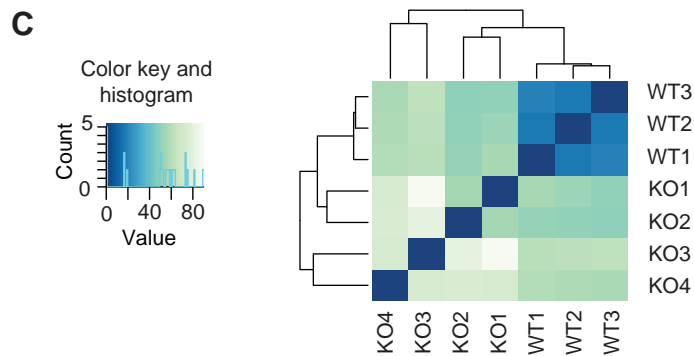 C
Color key and
histogram
Count
5
0
0
40
80
Value
WT3
WT2
WT1
KO1
KO2
KO3
KO4
KO4
KO3
KO2
KO1
WT1
WT2
WT3